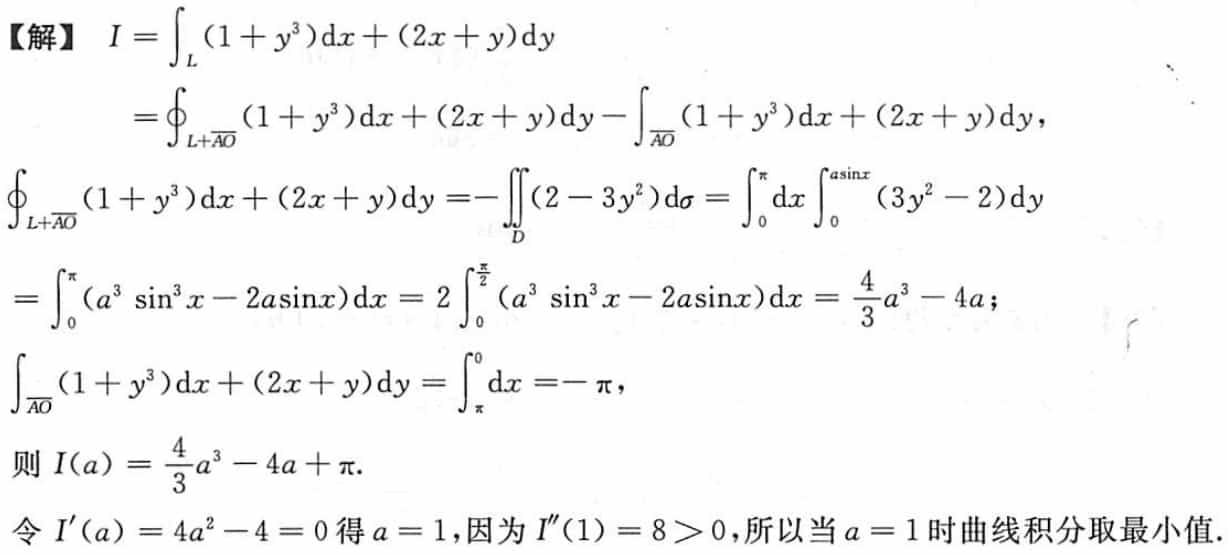 【解】 I = ∫_L (1+y³)dx+(2x+y)dy
= ∮_{L+\overline{AO}} (1+y³)dx+(2x+y)dy − ∫_{\overline{AO}} (1+y³)dx+(2x+y)dy,
∮_{L+\overline{AO}} (1+y³)dx+(2x+y)dy =− ∬_D (2−3y²)dσ = ∫_0^π dx ∫_0^{asinx} (3y²−2)dy
= ∫_0^π (a³ sin³x−2asinx)dx = 2∫_0^{\frac{π}{2}} (a³ sin³x−2asinx)dx = \frac{4}{3}a³−4a;
∫_{\overline{AO}} (1+y³)dx+(2x+y)dy = ∫_π^0 dx =− π,
则 I(a) = \frac{4}{3}a³−4a+π.
令 I′(a) = 4a²−4 = 0 得 a = 1,因为 I″(1) = 8 > 0,所以当 a = 1 时曲线积分取最小值.